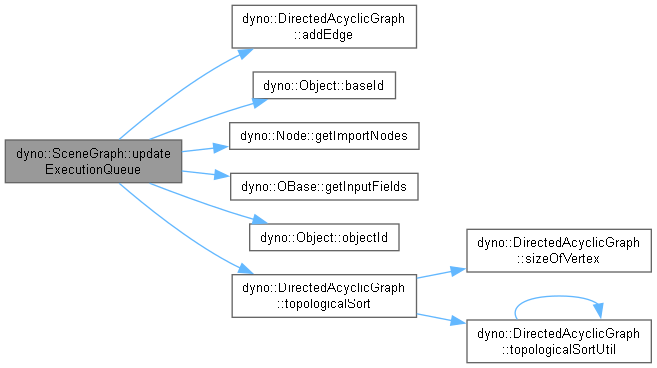 dyno::DirectedAcyclicGraph
::addEdge
dyno::Object::baseId
dyno::Node::getImportNodes
dyno::SceneGraph::update
ExecutionQueue
dyno::OBase::getInputFields
dyno::Object::objectId
dyno::DirectedAcyclicGraph
::topologicalSort
dyno::DirectedAcyclicGraph
::sizeOfVertex
dyno::DirectedAcyclicGraph
::topologicalSortUtil